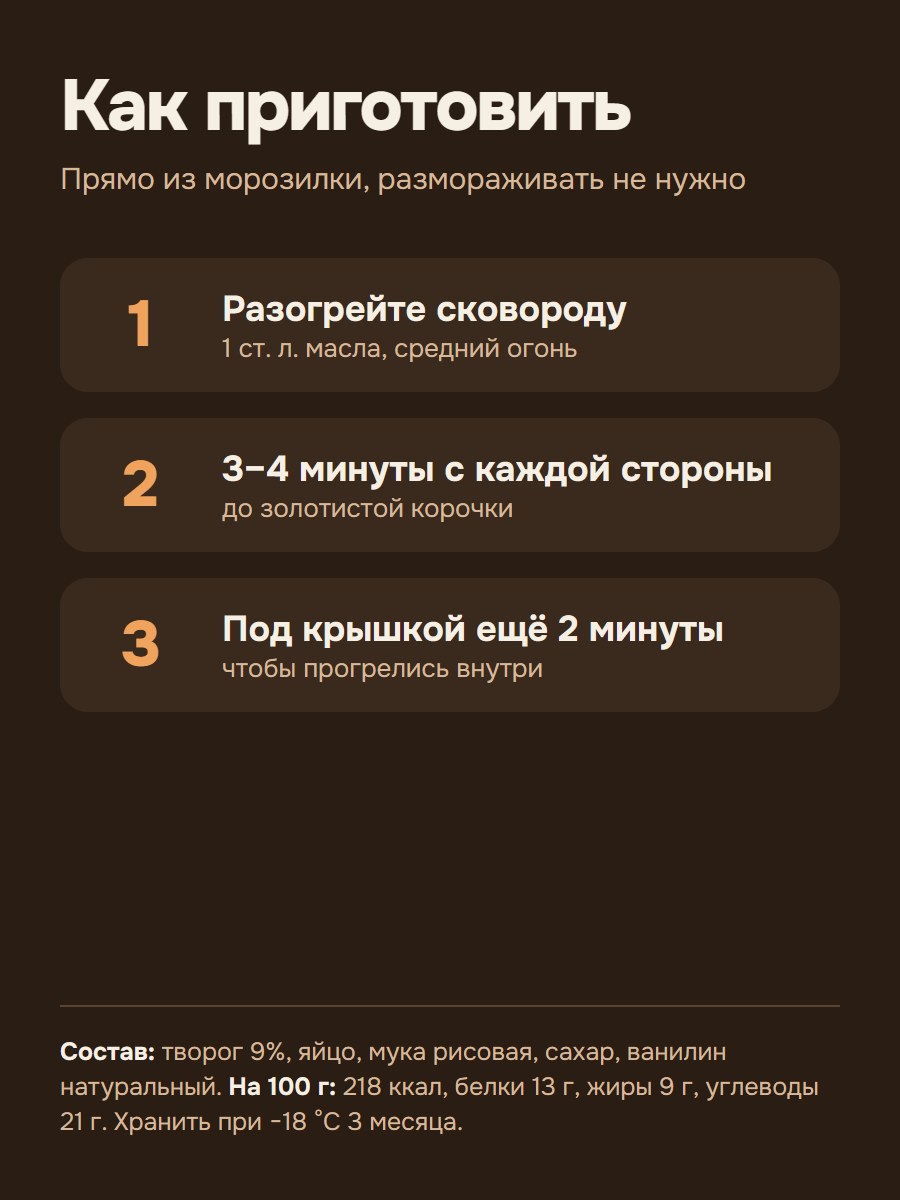 Как приготовить
Прямо из морозилки, размораживать не нужно
1
Разогрейте сковороду
1 ст. л. масла, средний огонь
2
3–4 минуты с каждой стороны
до золотистой корочки
3
Под крышкой ещё 2 минуты
чтобы прогрелись внутри
Состав: творог 9%, яйцо, мука рисовая, сахар, ванилин
натуральный. На 100 г: 218 ккал, белки 13 г, жиры 9 г, углеводы
21 г. Хранить при −18 °C 3 месяца.